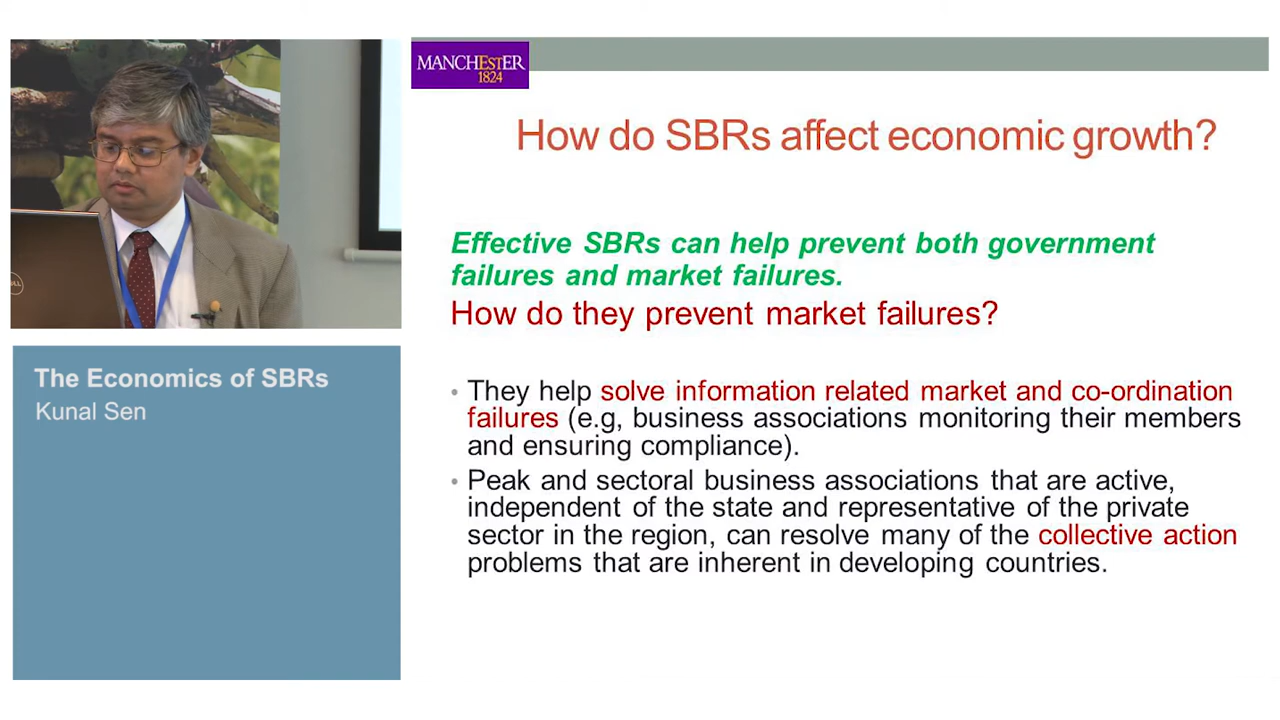 MANCHESTER
1824
How do SBRs affect economic growth?
Effective SBRs can help prevent both government
failures and market failures.
How do they prevent market failures?
• They help solve information related market and co-ordination
failures (e.g, business associations monitoring their members
and ensuring compliance).
• Peak and sectoral business associations that are active,
independent of the state and representative of the private
sector in the region, can resolve many of the collective action
problems that are inherent in developing countries.
The Economics of SBRs
Kunal Sen